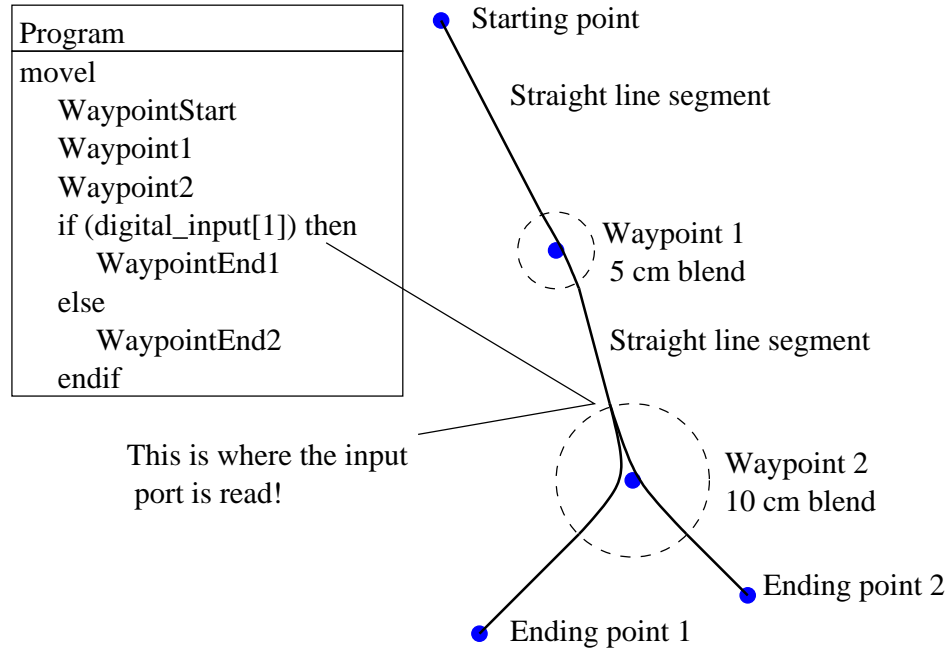 Program
movel
WaypointStart
Waypoint1
Waypoint2
if (digital_input[1]) then
WaypointEnd1
else
WaypointEnd2
endif
Starting point
Straight line segment
Waypoint 1
5 cm blend
Straight line segment
This is where the input
port is read!
Waypoint 2
10 cm blend
Ending point 2
Ending point 1